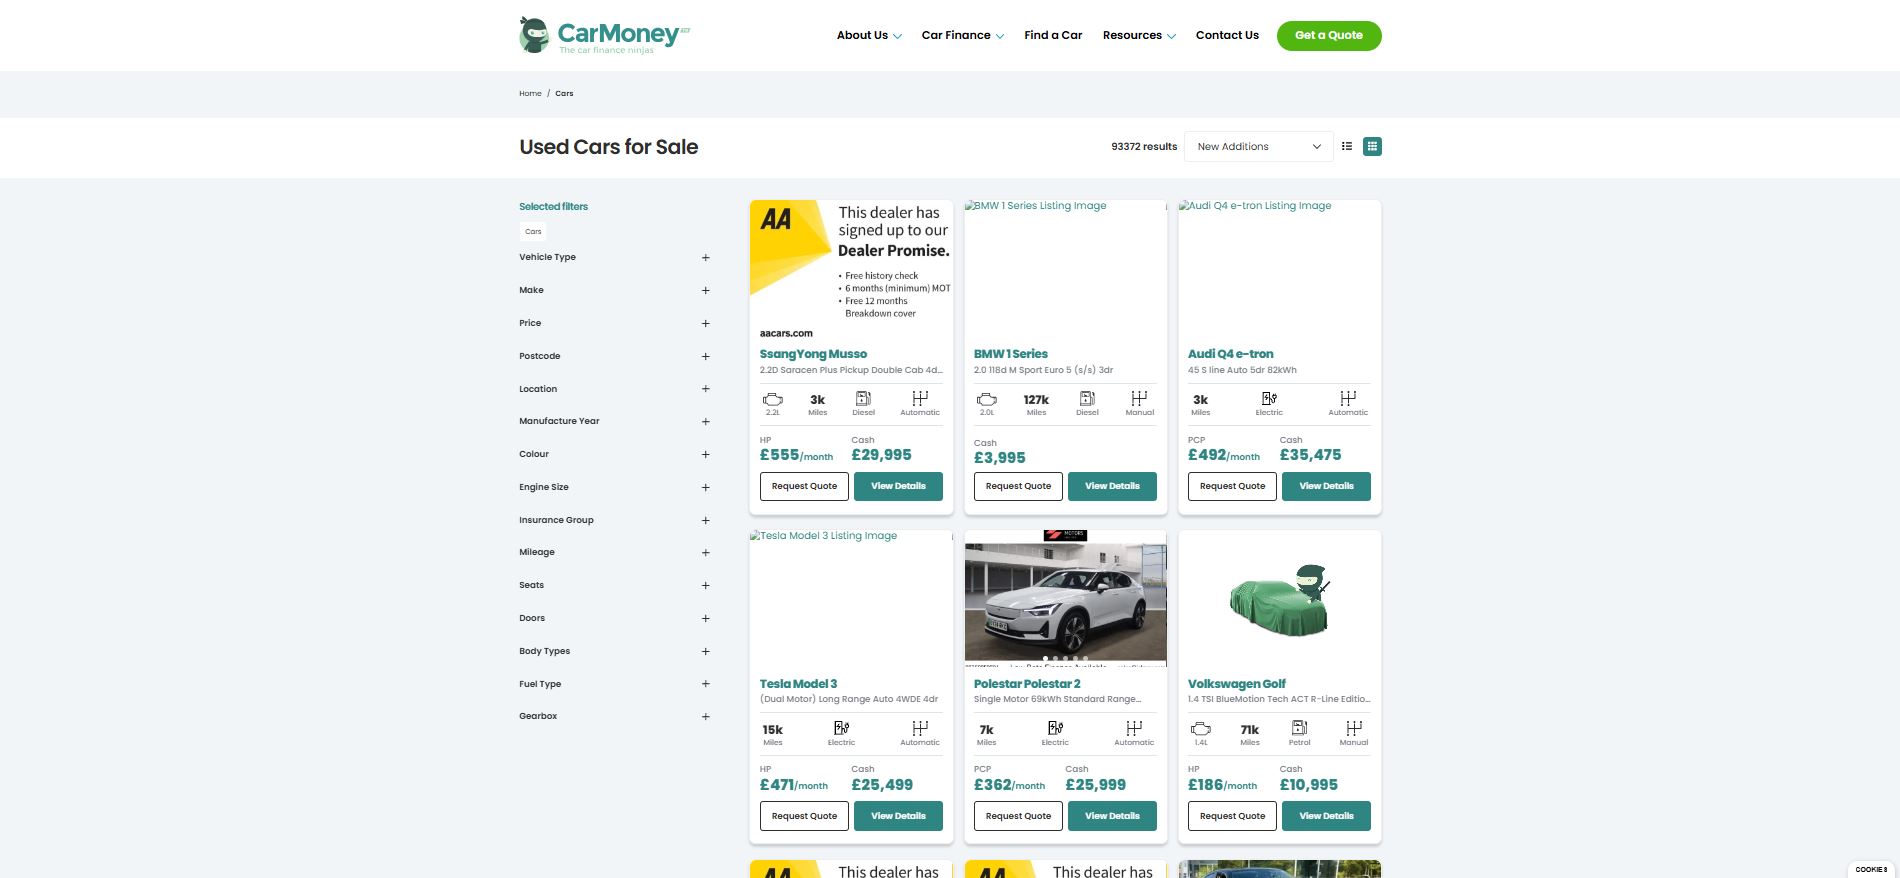 CarMoney
The car finance ninjas
About Us
Car Finance
Find a Car
Resources
Contact Us
Get a Quote
Home / Cars
Used Cars for Sale
93372 results
New Additions
Selected filters
Cars
Vehicle Type
Make
Price
Postcode
Location
Manufacture Year
Colour
Engine Size
Insurance Group
Mileage
Seats
Doors
Body Types
Fuel Type
Gearbox
AA
This dealer has
signed up to our
Dealer Promise.
• Free history check
• 6 months (minimum) MOT
• Free 12 months
Breakdown cover
aacars.com
SsangYong Musso
2.2D Saracen Plus Pickup Double Cab 4d...
3k
2.2L Miles Diesel Automatic
HP Cash
£555/month £29,995
Request Quote View Details
BMW 1 Series Listing Image
BMW 1 Series
2.0 118d M Sport Euro 5 (s/s) 3dr
127k
2.0L Miles Diesel Manual
Cash
£3,995
Request Quote View Details
Audi Q4 e-tron Listing Image
Audi Q4 e-tron
45 S line Auto 5dr 82kWh
3k
Miles Electric Automatic
PCP Cash
£492/month £35,475
Request Quote View Details
Tesla Model 3 Listing Image
Tesla Model 3
(Dual Motor) Long Range Auto 4WDE 4dr
15k
Miles Electric Automatic
HP Cash
£471/month £25,499
Request Quote View Details
MOTORS
Polestar Polestar 2
Single Motor 69kWh Standard Range...
7k
Miles Electric Automatic
PCP Cash
£362/month £25,999
Request Quote View Details
Volkswagen Golf
1.4 TSI BlueMotion Tech ACT R-Line Editio...
71k
1.4L Miles Petrol Manual
HP Cash
£186/month £10,995
Request Quote View Details
AA
This dealer has
AA
This dealer has
COOKIES